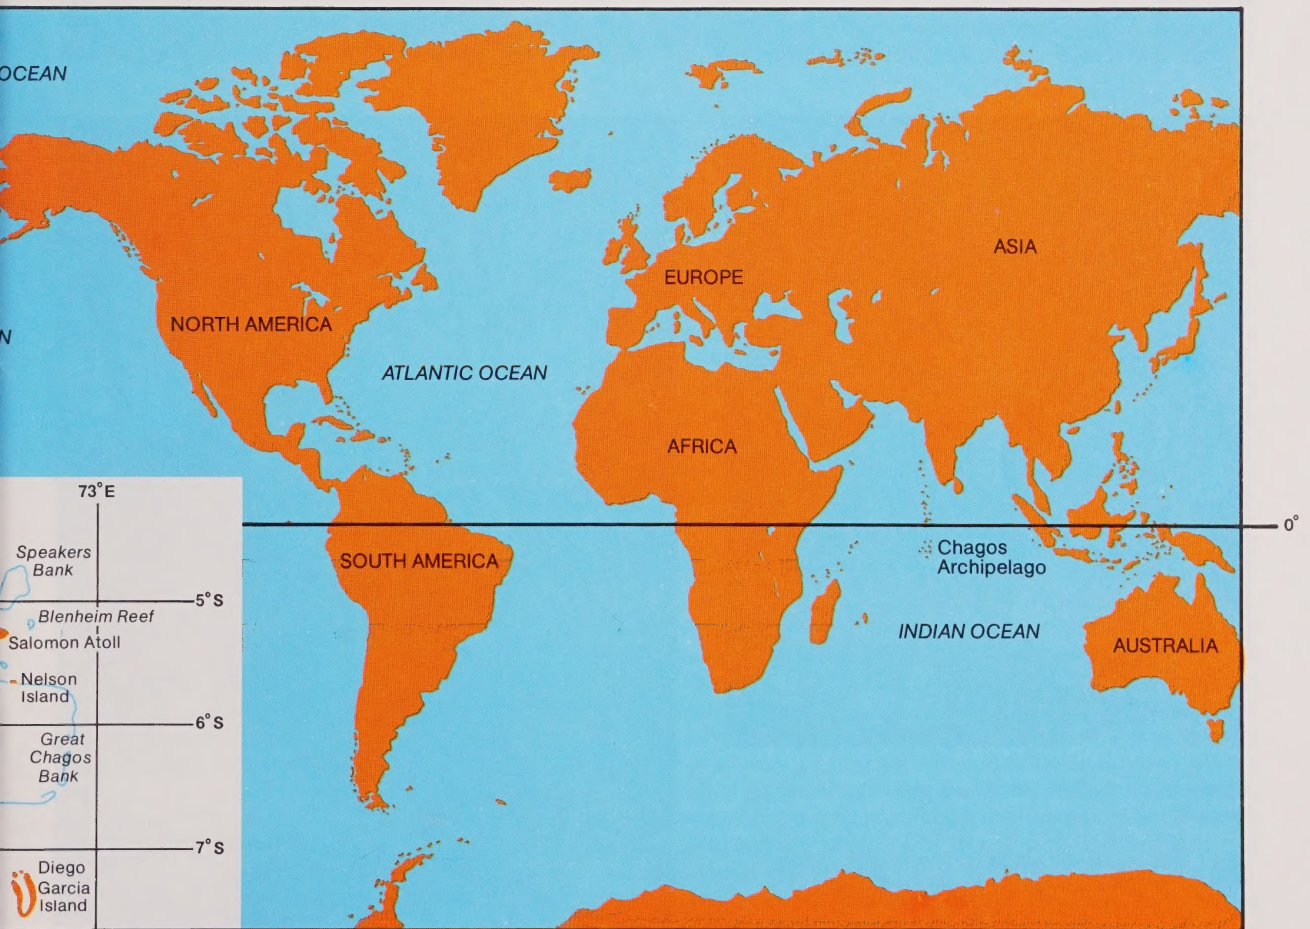 OCEAN
ASIA
EUROPE
NORTH AMERICA
N
ATLANTIC OCEAN
AFRICA
0°
Chagos
Archipelago
SOUTH AMERICA
INDIAN OCEAN
AUSTRALIA
73°E
Speakers
Bank
5°S
Blenheim Reef
Salomon Atoll
Nelson
Island
6°S
Great
Chagos
Bank
7°S
Diego
Garcia
Island